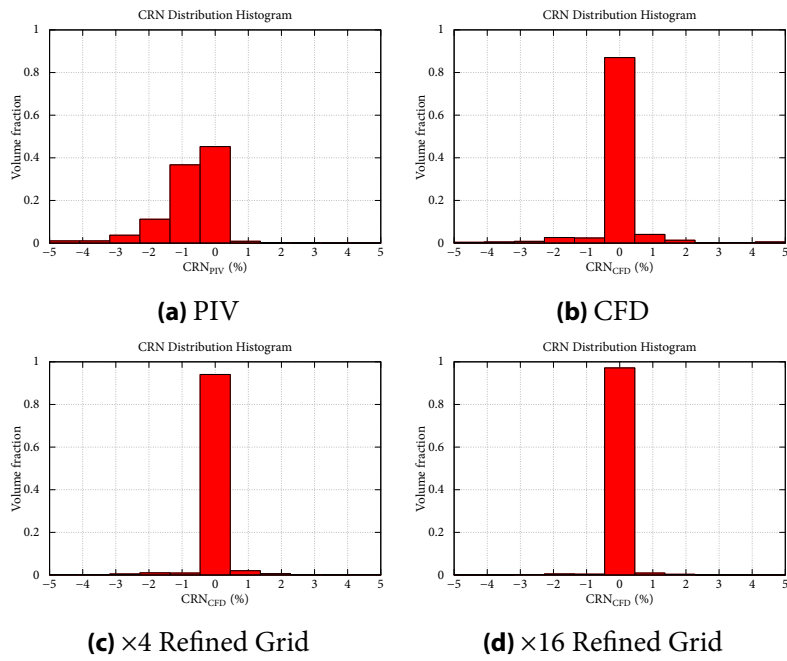 CRN Distribution Histogram
1
0.8
0.6
0.4
0.2
0
Volume fraction
−5 −4 −3 −2 −1 0 1 2 3 4 5
CRN_PIV (%)
(a) PIV
CRN Distribution Histogram
1
0.8
0.6
0.4
0.2
0
Volume fraction
−5 −4 −3 −2 −1 0 1 2 3 4 5
CRN_CFD (%)
(b) CFD
CRN Distribution Histogram
1
0.8
0.6
0.4
0.2
0
Volume fraction
−5 −4 −3 −2 −1 0 1 2 3 4 5
CRN_CFD (%)
(c) ×4 Refined Grid
CRN Distribution Histogram
1
0.8
0.6
0.4
0.2
0
Volume fraction
−5 −4 −3 −2 −1 0 1 2 3 4 5
CRN_CFD (%)
(d) ×16 Refined Grid